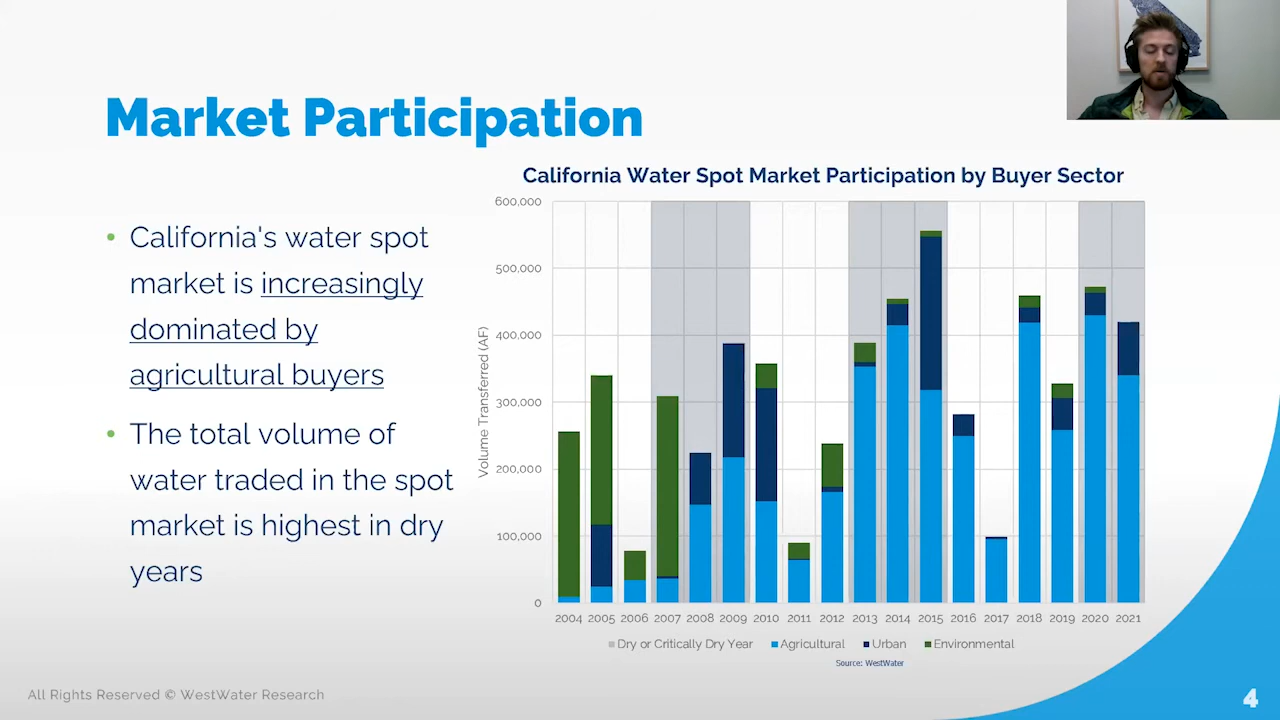 Market Participation
• California's water spot
market is increasingly
dominated by
agricultural buyers
• The total volume of
water traded in the spot
market is highest in dry
years
California Water Spot Market Participation by Buyer Sector
Volume Transferred (AF)
600,000
500,000
400,000
300,000
200,000
100,000
0
2004 2005 2006 2007 2008 2009 2010 2011 2012 2013 2014 2015 2016 2017 2018 2019 2020 2021
Dry or Critically Dry Year Agricultural Urban Environmental
Source: WestWater
All Rights Reserved © WestWater Research
4